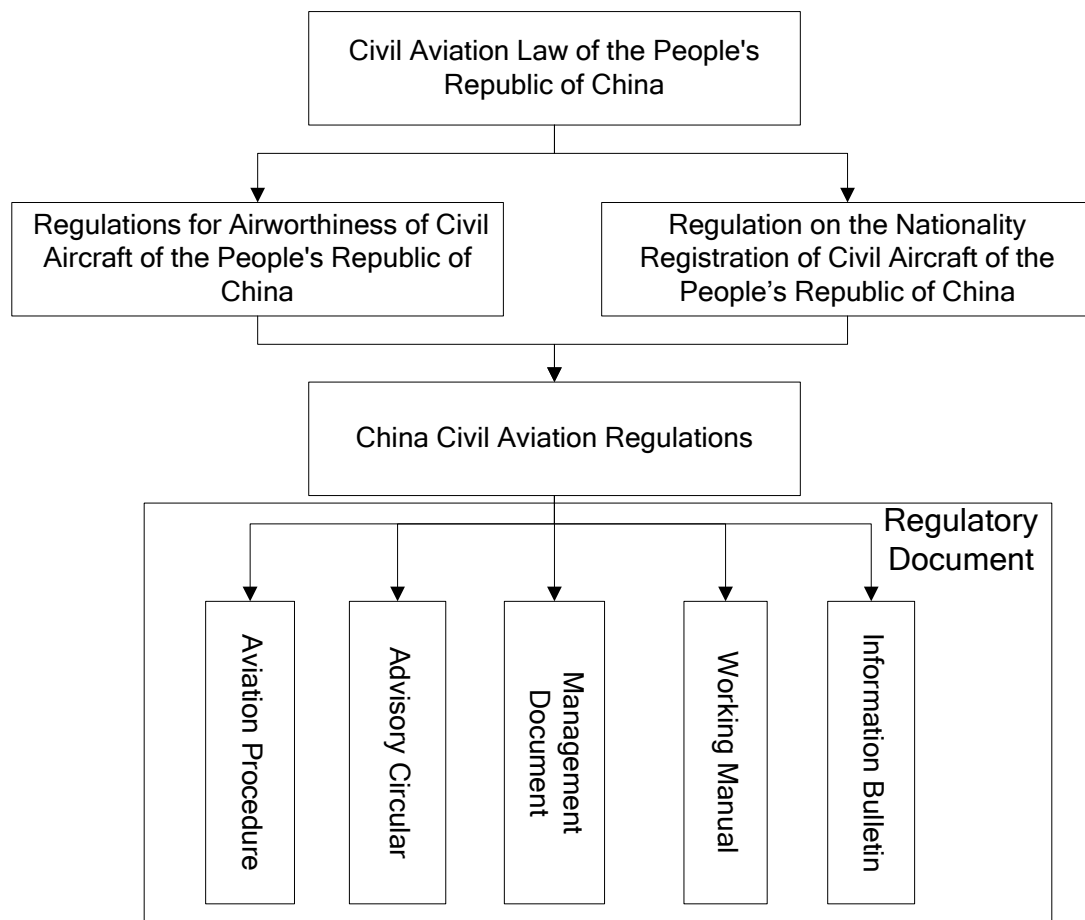 Civil Aviation Law of the People's
Republic of China
Regulations for Airworthiness of Civil
Aircraft of the People's Republic of
China
Regulation on the Nationality
Registration of Civil Aircraft of the
People’s Republic of China
China Civil Aviation Regulations
Regulatory
Document
Aviation Procedure
Advisory Circular
Management
Document
Working Manual
Information Bulletin